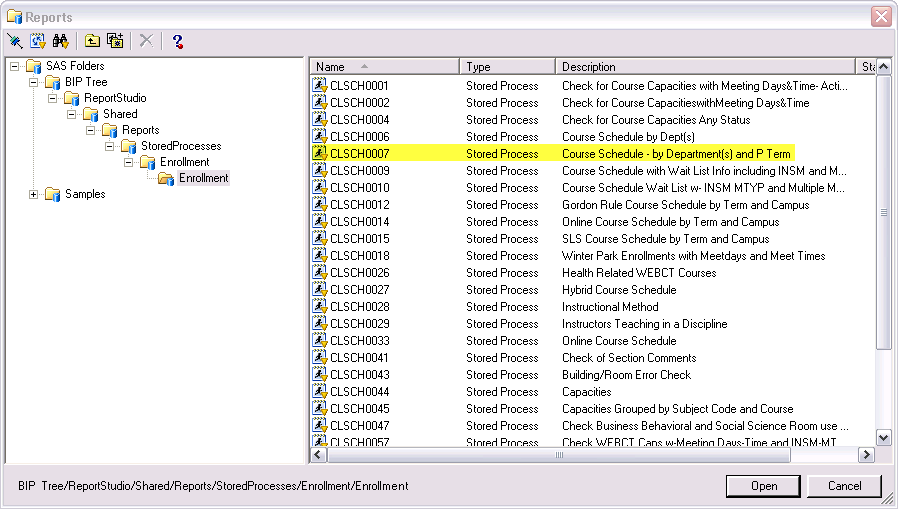 Reports
SAS Folders
BIP Tree
ReportStudio
Shared
Reports
StoredProcesses
Enrollment
Enrollment
Samples
Name Type Description Sta
CLSCH0001 Stored Process Check for Course Capacities with Meeting Days&Time- Acti...
CLSCH0002 Stored Process Check for Course CapacitieswithMeeting Days&Time
CLSCH0004 Stored Process Check for Course Capacities Any Status
CLSCH0006 Stored Process Course Schedule by Dept(s)
CLSCH0007 Stored Process Course Schedule - by Department(s) and P Term
CLSCH0009 Stored Process Course Schedule with Wait List Info including INSM and M...
CLSCH0010 Stored Process Course Schedule Wait List w- INSM MTYP and Multiple M...
CLSCH0012 Stored Process Gordon Rule Course Schedule by Term and Campus
CLSCH0014 Stored Process Online Course Schedule by Term and Campus
CLSCH0015 Stored Process SLS Course Schedule by Term and Campus
CLSCH0018 Stored Process Winter Park Enrollments with Meetdays and Meet Times
CLSCH0026 Stored Process Health Related WEBCT Courses
CLSCH0027 Stored Process Hybrid Course Schedule
CLSCH0028 Stored Process Instructional Method
CLSCH0029 Stored Process Instructors Teaching in a Discipline
CLSCH0033 Stored Process Online Course Schedule
CLSCH0041 Stored Process Check of Section Comments
CLSCH0043 Stored Process Building/Room Error Check
CLSCH0044 Stored Process Capacities
CLSCH0045 Stored Process Capacities Grouped by Subject Code and Course
CLSCH0047 Stored Process Check Business Behavioral and Social Science Room use ...
CLSCH0057 Stored Process Check WEBCT Caps w-Meeting Days-Time and INSM-MT
BIP Tree/ReportStudio/Shared/Reports/StoredProcesses/Enrollment/Enrollment
Open Cancel